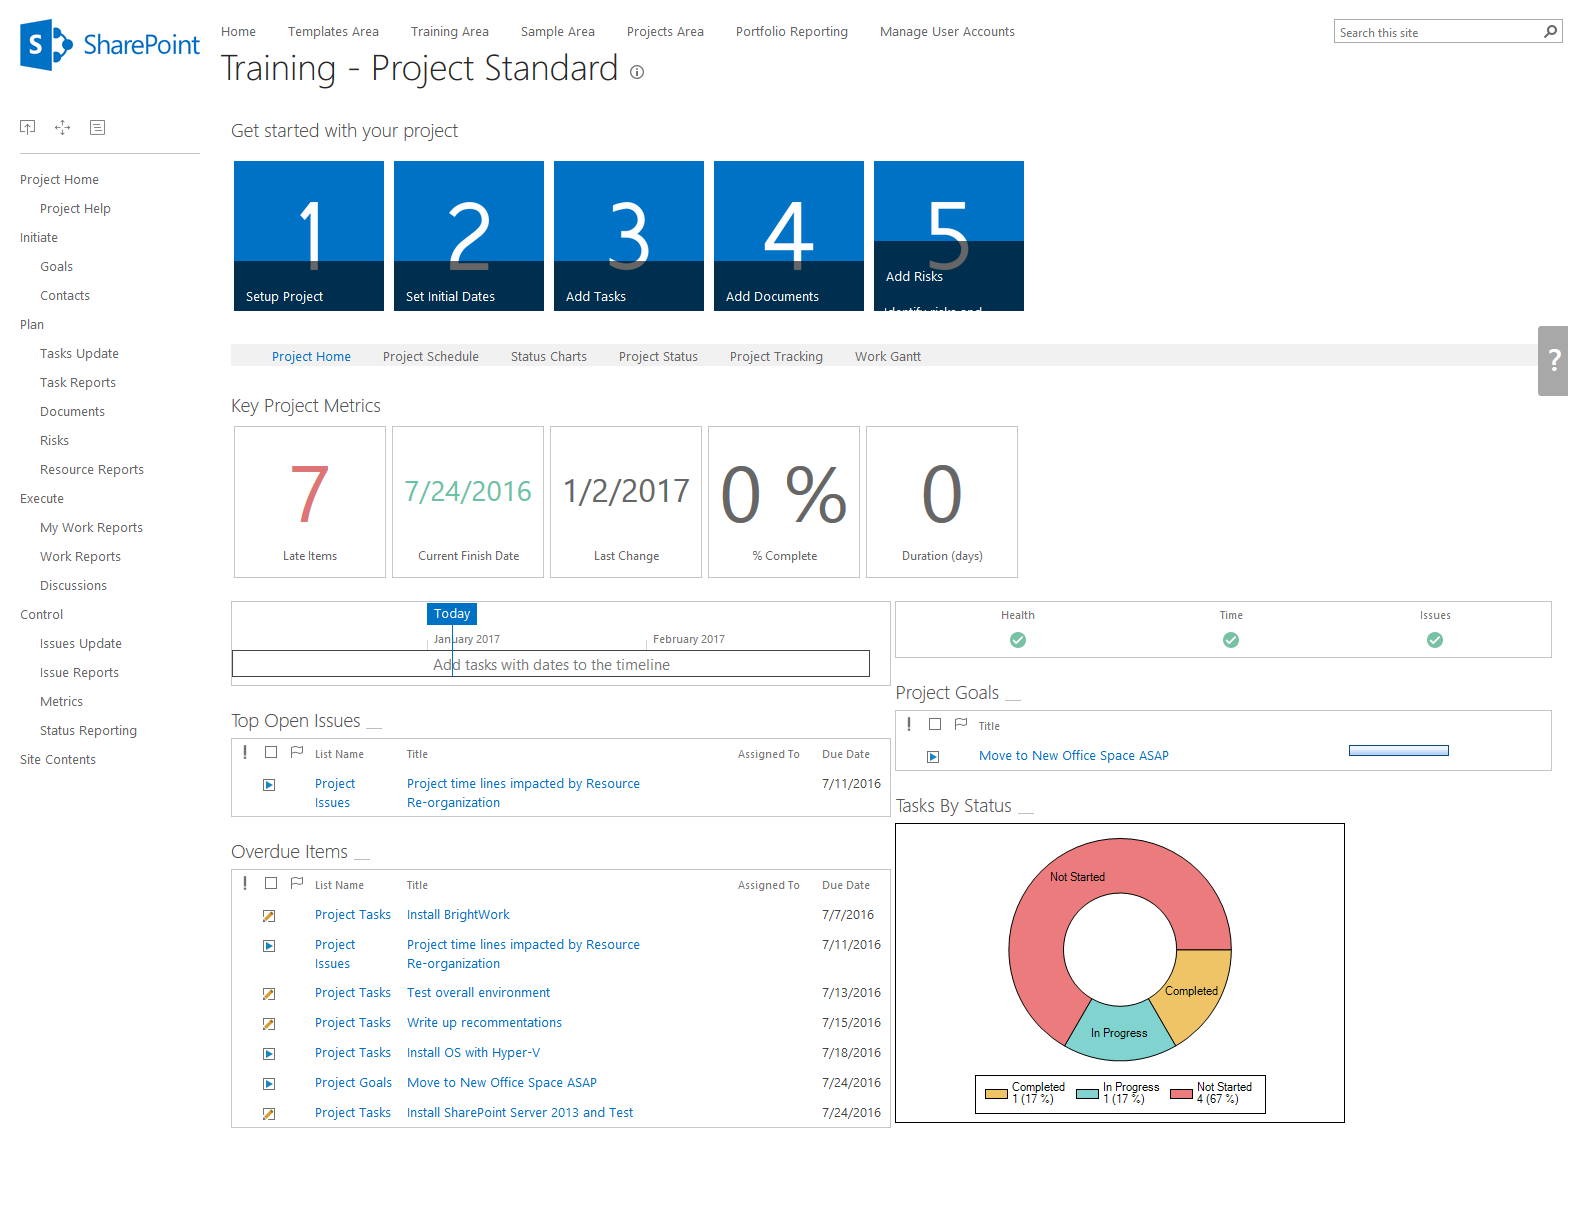 S SharePoint
Home Templates Area Training Area Sample Area Projects Area Portfolio Reporting Manage User Accounts
Search this site
Training - Project Standard
Project Home
Project Help
Initiate
Goals
Contacts
Plan
Tasks Update
Task Reports
Documents
Risks
Resource Reports
Execute
My Work Reports
Work Reports
Discussions
Control
Issues Update
Issue Reports
Metrics
Status Reporting
Site Contents
Get started with your project
1
Setup Project
2
Set Initial Dates
3
Add Tasks
4
Add Documents
5
Add Risks
Identify risks and
Project Home Project Schedule Status Charts Project Status Project Tracking Work Gantt
?
Key Project Metrics
7
Late Items
7/24/2016
Current Finish Date
1/2/2017
Last Change
0 %
% Complete
0
Duration (days)
Today
January 2017 February 2017
Add tasks with dates to the timeline
Health Time Issues
Top Open Issues
! List Name Title Assigned To Due Date
Project Project time lines impacted by Resource 7/11/2016
Issues Re-organization
Overdue Items
! List Name Title Assigned To Due Date
Project Tasks Install BrightWork 7/7/2016
Project Project time lines impacted by Resource 7/11/2016
Issues Re-organization
Project Tasks Test overall environment 7/13/2016
Project Tasks Write up recommentations 7/15/2016
Project Tasks Install OS with Hyper-V 7/18/2016
Project Goals Move to New Office Space ASAP 7/24/2016
Project Tasks Install SharePoint Server 2013 and Test 7/24/2016
Project Goals
! Title
Move to New Office Space ASAP
Tasks By Status
Not Started
Completed
In Progress
Completed In Progress Not Started
1 (17 %) 1 (17 %) 4 (67 %)